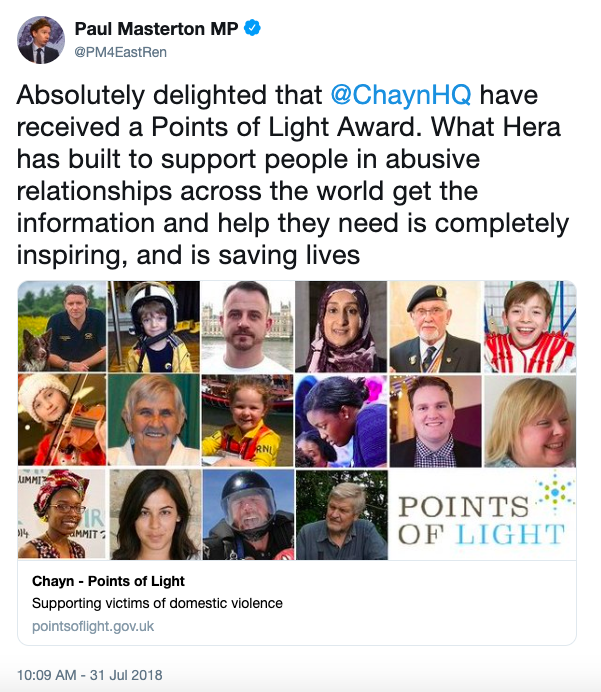 Paul Masterton MP
@PM4EastRen
Absolutely delighted that @ChaynHQ have
received a Points of Light Award. What Hera
has built to support people in abusive
relationships across the world get the
information and help they need is completely
inspiring, and is saving lives
RNLI
UMMIT
IR
AMMIT 2
POINTS
OF LIGHT
Chayn - Points of Light
Supporting victims of domestic violence
pointsoflight.gov.uk
10:09 AM - 31 Jul 2018